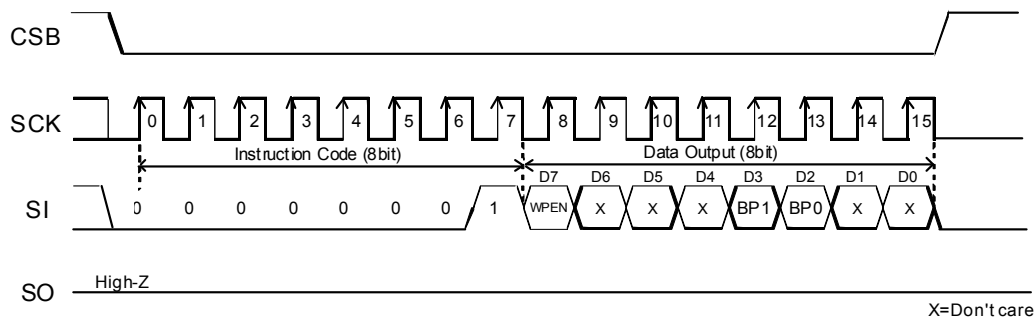 CSB
SCK 0 1 2 3 4 5 6 7 8 9 10 11 12 13 14 15
Instruction Code (8bit) Data Output (8bit)
D7 D6 D5 D4 D3 D2 D1 D0
SI 0 0 0 0 0 0 0 1 WPEN X X X BP1 BP0 X X
High-Z
SO
X=Don't care